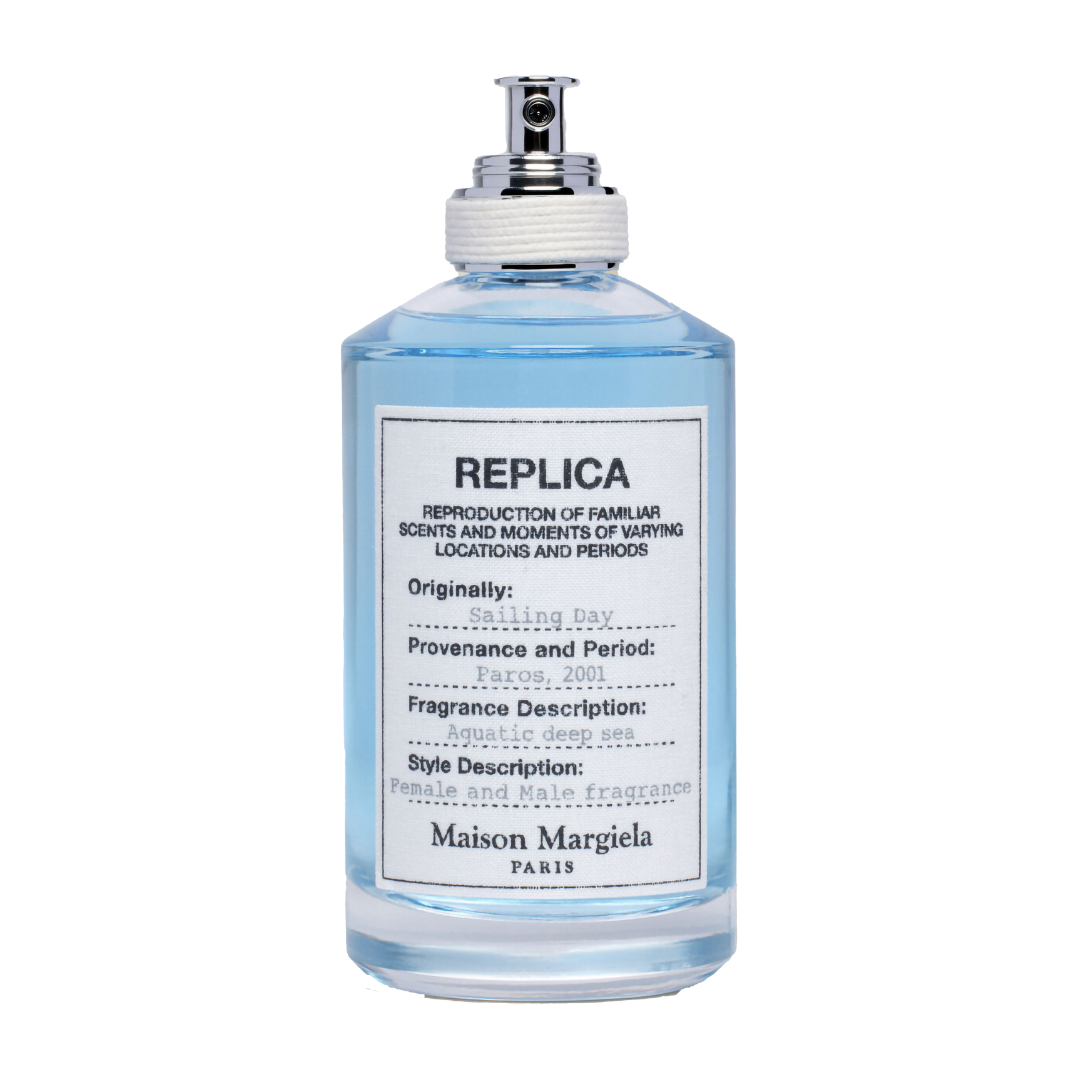 REPLICA
REPRODUCTION OF FAMILIAR
SCENTS AND MOMENTS OF VARYING
LOCATIONS AND PERIODS
Originally:
Sailing Day
Provenance and Period:
Paros, 2001
Fragrance Description:
Aquatic deep sea
Style Description:
Female and Male fragrance
Maison Margiela
PARIS